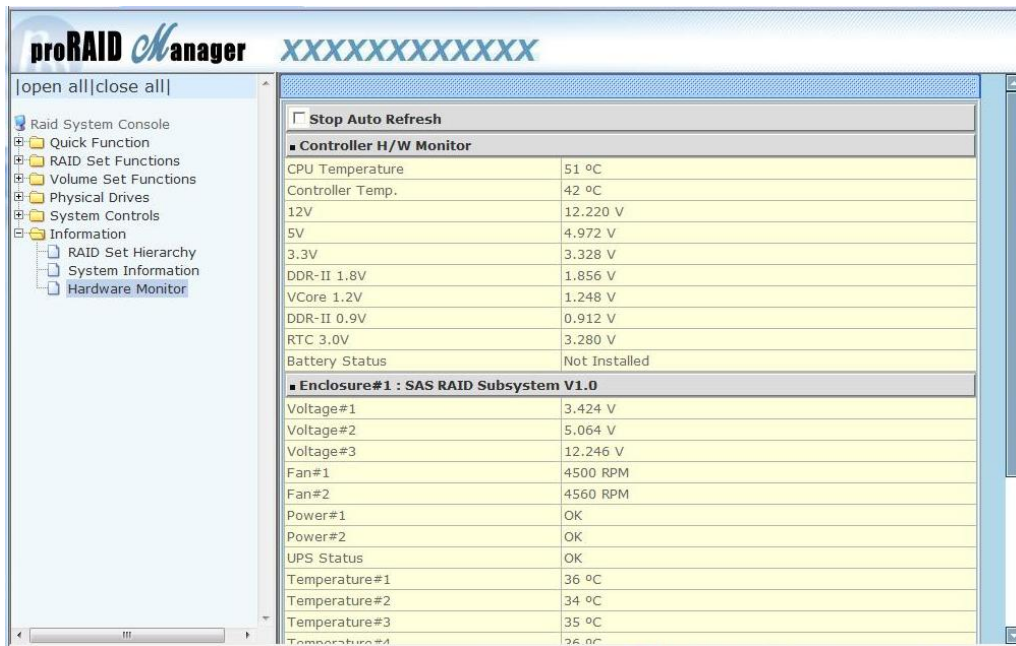 proRAID Manager XXXXXXXXXXXX
|open all|close all|
Raid System Console
Quick Function
RAID Set Functions
Volume Set Functions
Physical Drives
System Controls
Information
RAID Set Hierarchy
System Information
Hardware Monitor
Stop Auto Refresh
Controller H/W Monitor
CPU Temperature 51 ºC
Controller Temp. 42 ºC
12V 12.220 V
5V 4.972 V
3.3V 3.328 V
DDR-II 1.8V 1.856 V
VCore 1.2V 1.248 V
DDR-II 0.9V 0.912 V
RTC 3.0V 3.280 V
Battery Status Not Installed
Enclosure#1 : SAS RAID Subsystem V1.0
Voltage#1 3.424 V
Voltage#2 5.064 V
Voltage#3 12.246 V
Fan#1 4500 RPM
Fan#2 4560 RPM
Power#1 OK
Power#2 OK
UPS Status OK
Temperature#1 36 ºC
Temperature#2 34 ºC
Temperature#3 35 ºC
Temperature#4 36 ºC